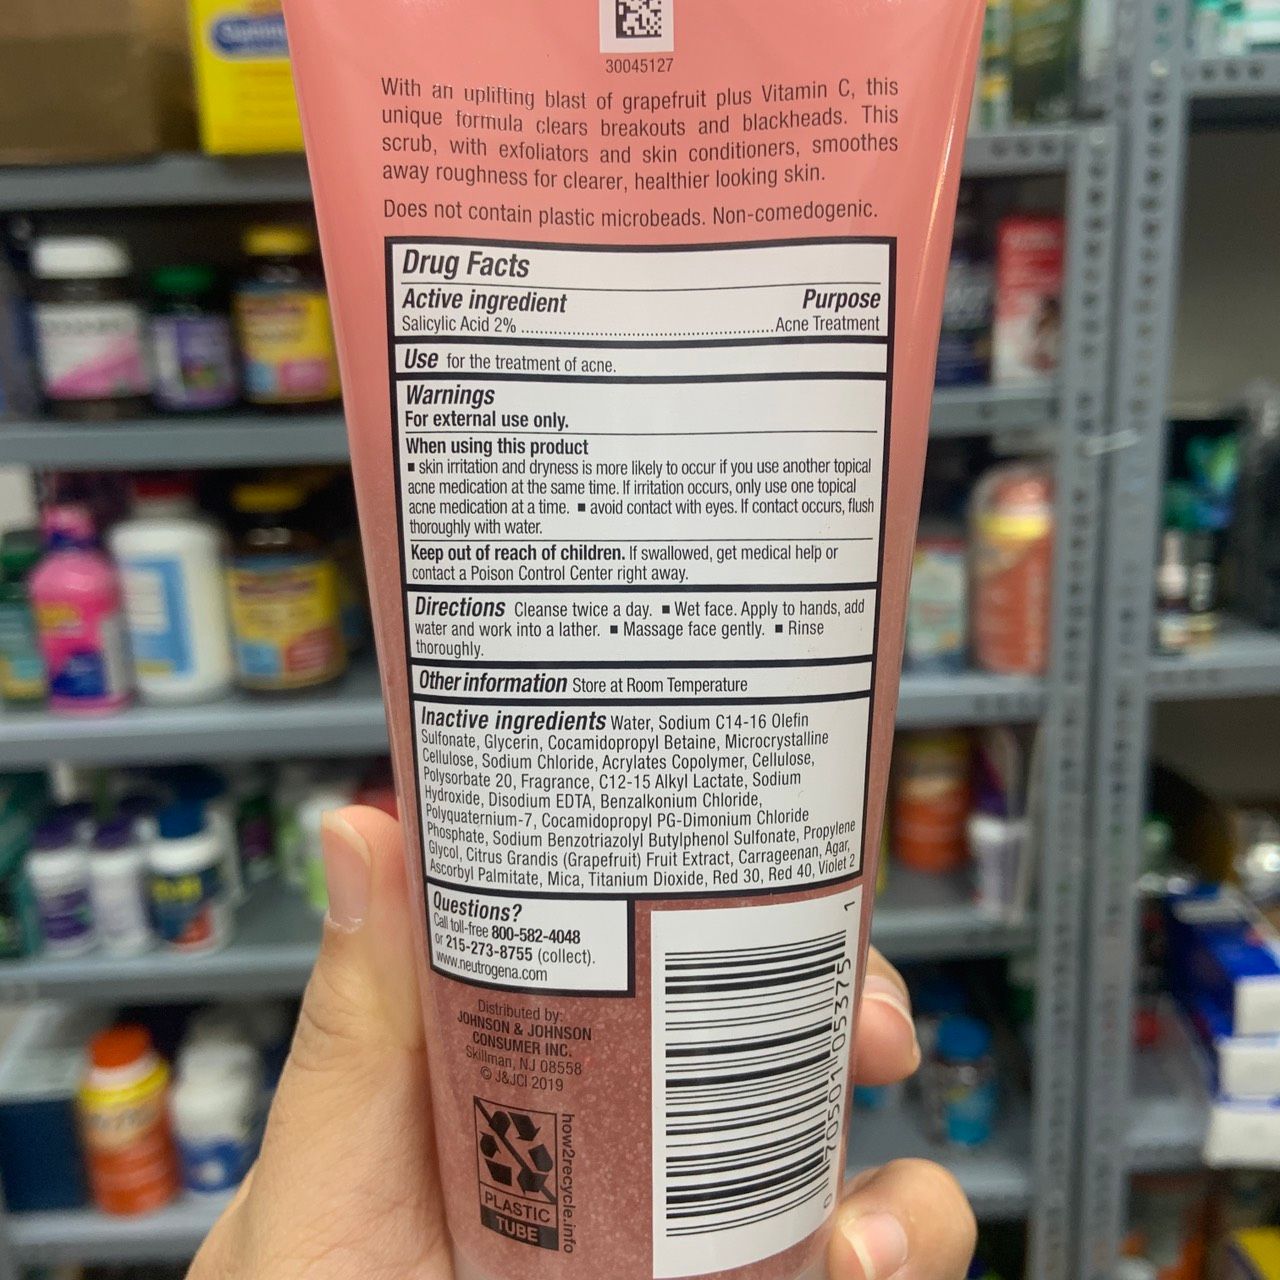 30045127
With an uplifting blast of grapefruit plus Vitamin C, this
unique formula clears breakouts and blackheads. This
scrub, with exfoliators and skin conditioners, smoothes
away roughness for clearer, healthier looking skin.
Does not contain plastic microbeads. Non-comedogenic.
Drug Facts
Active ingredient Purpose
Salicylic Acid 2% ............................................................Acne Treatment
Use for the treatment of acne.
Warnings
For external use only.
When using this product
▪ skin irritation and dryness is more likely to occur if you use another topical
acne medication at the same time. If irritation occurs, only use one topical
acne medication at a time. ▪ avoid contact with eyes. If contact occurs, flush
thoroughly with water.
Keep out of reach of children. If swallowed, get medical help or
contact a Poison Control Center right away.
Directions Cleanse twice a day. ▪ Wet face. Apply to hands, add
water and work into a lather. ▪ Massage face gently. ▪ Rinse
thoroughly.
Other information Store at Room Temperature
Inactive ingredients Water, Sodium C14-16 Olefin
Sulfonate, Glycerin, Cocamidopropyl Betaine, Microcrystalline
Cellulose, Sodium Chloride, Acrylates Copolymer, Cellulose,
Polysorbate 20, Fragrance, C12-15 Alkyl Lactate, Sodium
Hydroxide, Disodium EDTA, Benzalkonium Chloride,
Polyquaternium-7, Cocamidopropyl PG-Dimonium Chloride
Phosphate, Sodium Benzotriazolyl Butylphenol Sulfonate, Propylene
Glycol, Citrus Grandis (Grapefruit) Fruit Extract, Carrageenan, Agar,
Ascorbyl Palmitate, Mica, Titanium Dioxide, Red 30, Red 40, Violet 2
Questions?
Call toll-free 800-582-4048
or 215-273-8755 (collect).
www.neutrogena.com
Distributed by:
JOHNSON & JOHNSON
CONSUMER INC.
Skillman, NJ 08558
© J&JCI 2019
how2recycle.info
PLASTIC
TUBE
0 70501 05375 1